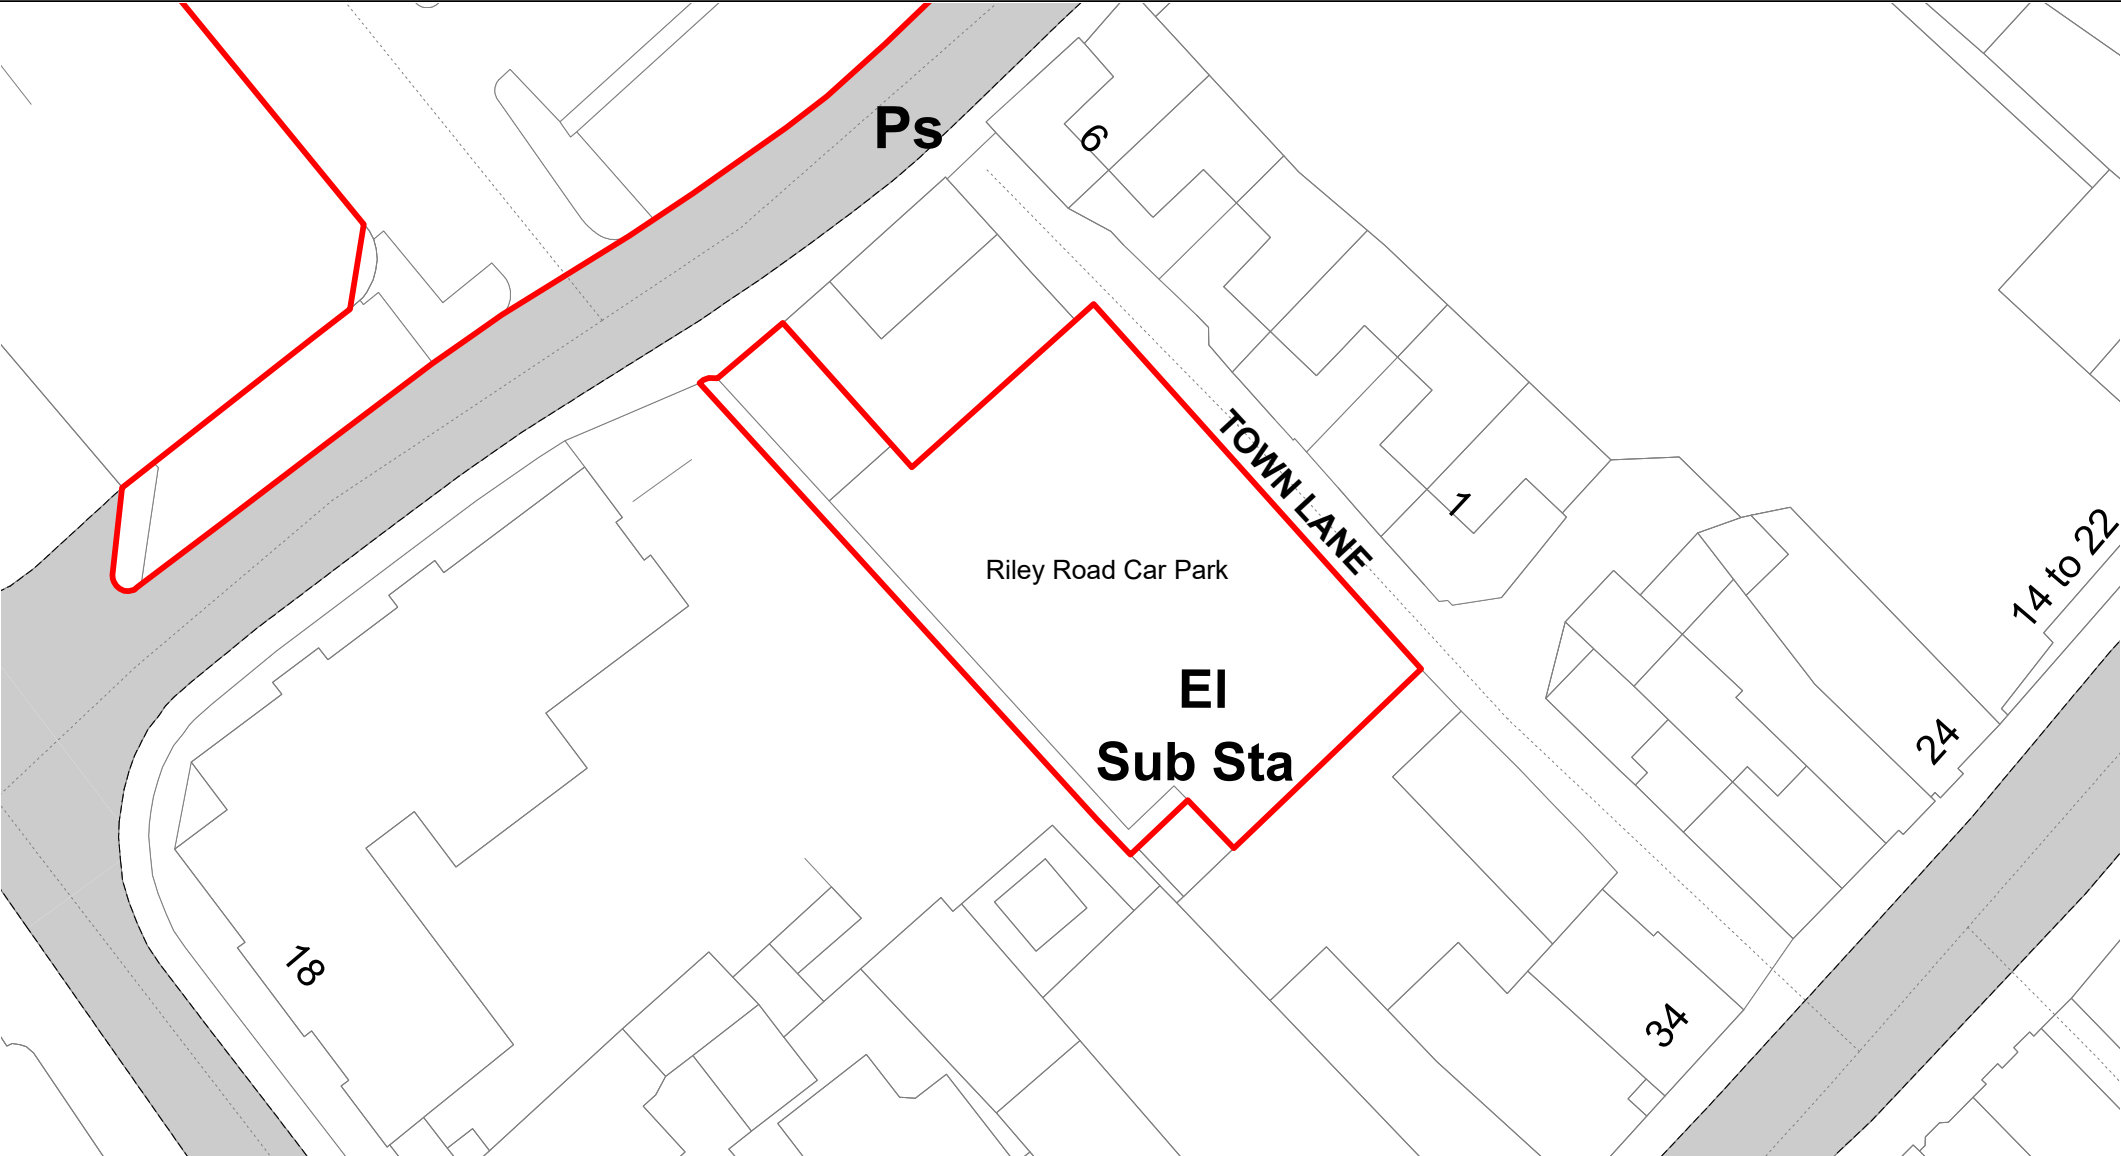 Ps
6
TOWN LANE
1
14 to 22
Riley Road Car Park
El
Sub Sta
24
18
34